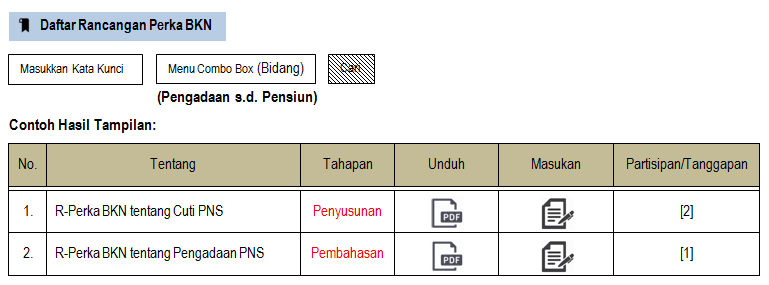 Daftar Rancangan Perka BKN
Masukkan Kata Kunci Menu Combo Box (Bidang) Cari
(Pengadaan s.d. Pensiun)
Contoh Hasil Tampilan:
No. Tentang Tahapan Unduh Masukan Partisipan/Tanggapan
1. R-Perka BKN tentang Cuti PNS Penyusunan PDF [2]
2. R-Perka BKN tentang Pengadaan PNS Pembahasan PDF [1]